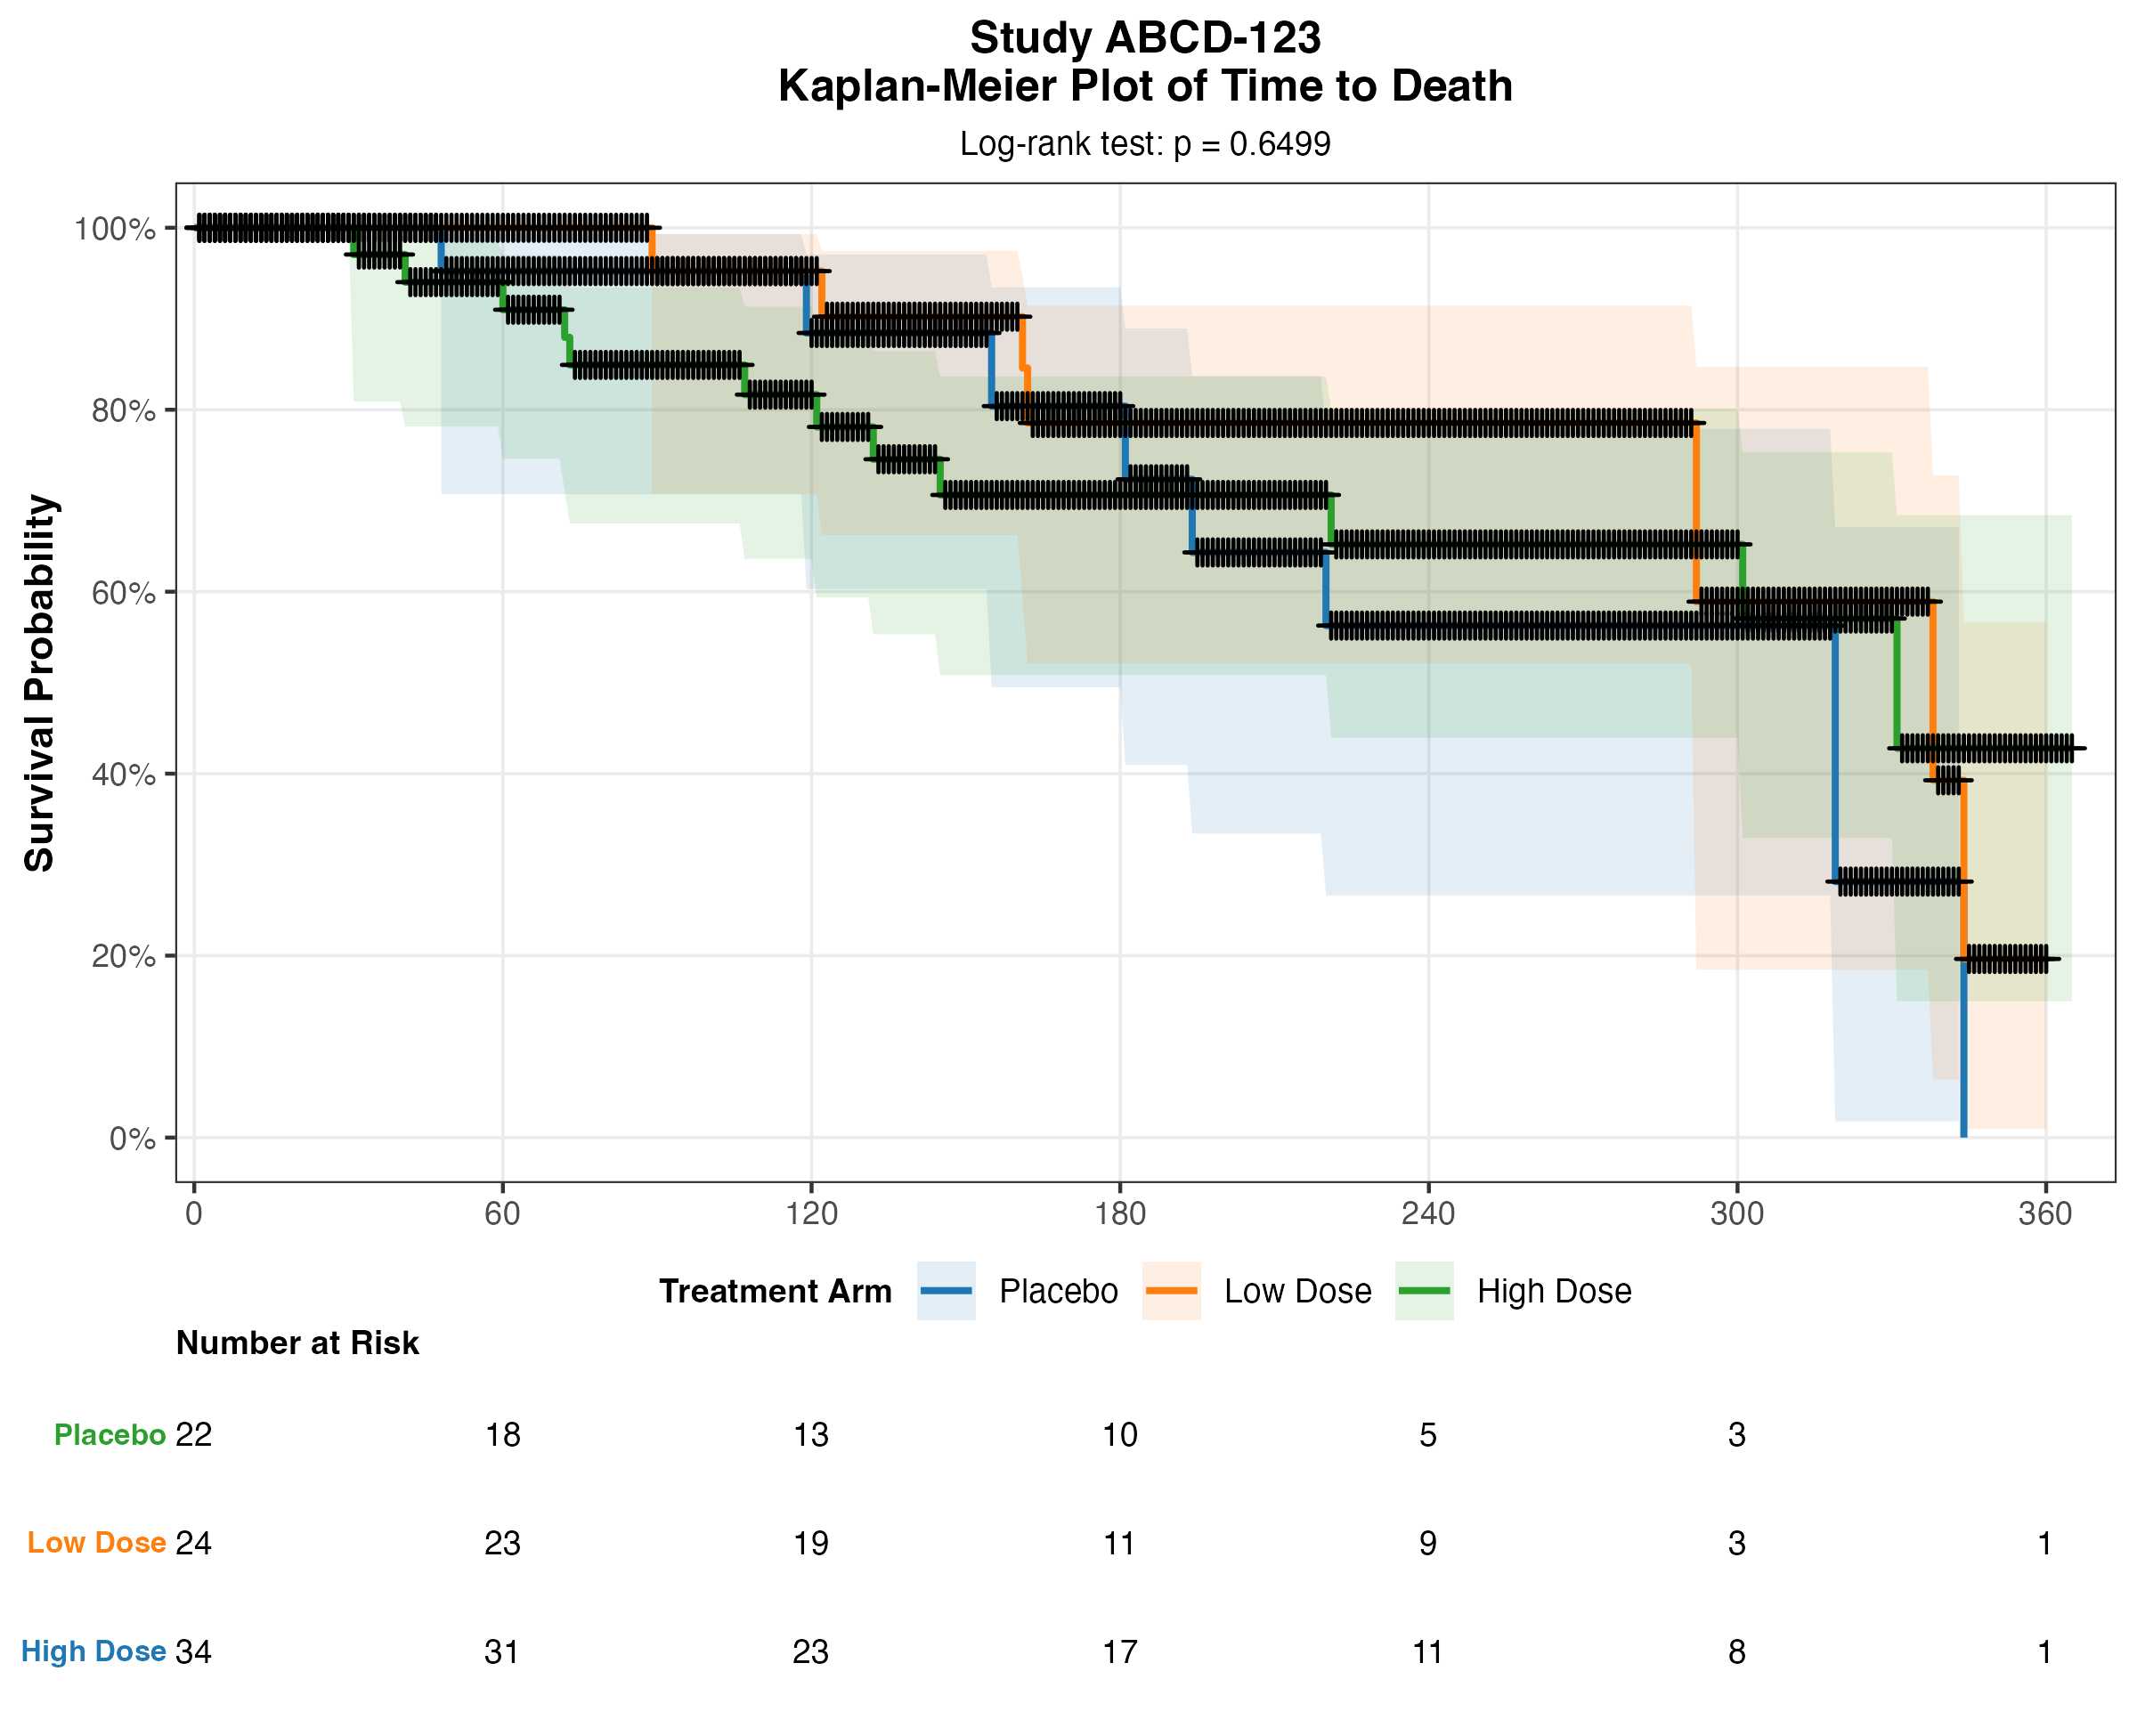 Study ABCD-123
Kaplan-Meier Plot of Time to Death
Log-rank test: p = 0.6499
Survival Probability
100%
80%
60%
40%
20%
0%
0 60 120 180 240 300 360
Treatment Arm Placebo Low Dose High Dose
Number at Risk
Placebo 22 18 13 10 5 3
Low Dose 24 23 19 11 9 3 1
High Dose 34 31 23 17 11 8 1